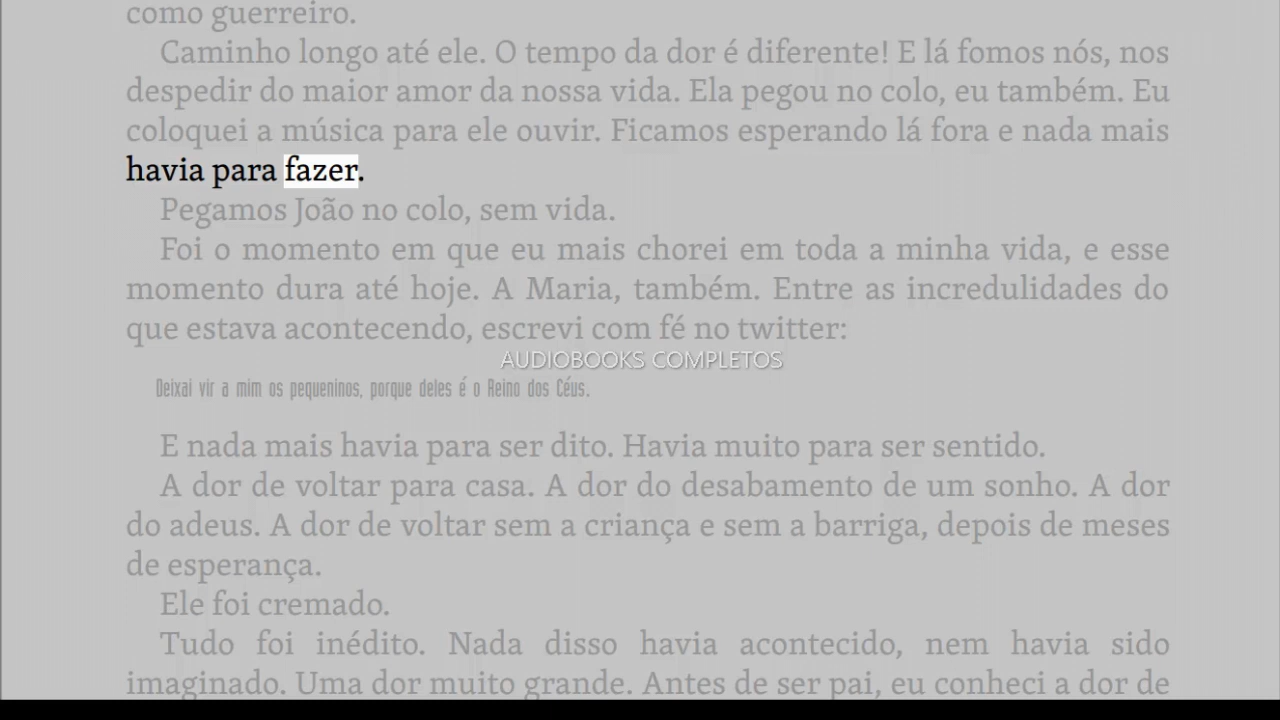 como guerreiro.
Caminho longo até ele. O tempo da dor é diferente! E lá fomos nós, nos
despedir do maior amor da nossa vida. Ela pegou no colo, eu também. Eu
coloquei a música para ele ouvir. Ficamos esperando lá fora e nada mais
havia para fazer.
Pegamos João no colo, sem vida.
Foi o momento em que eu mais chorei em toda a minha vida, e esse
momento dura até hoje. A Maria, também. Entre as incredulidades do
que estava acontecendo, escrevi com fé no twitter:
AUDIOBOOKS COMPLETOS
Deixai vir a mim os pequeninos, porque deles é o Reino dos Céus.
E nada mais havia para ser dito. Havia muito para ser sentido.
A dor de voltar para casa. A dor do desabamento de um sonho. A dor
do adeus. A dor de voltar sem a criança e sem a barriga, depois de meses
de esperança.
Ele foi cremado.
Tudo foi inédito. Nada disso havia acontecido, nem havia sido
imaginado. Uma dor muito grande. Antes de ser pai, eu conheci a dor de